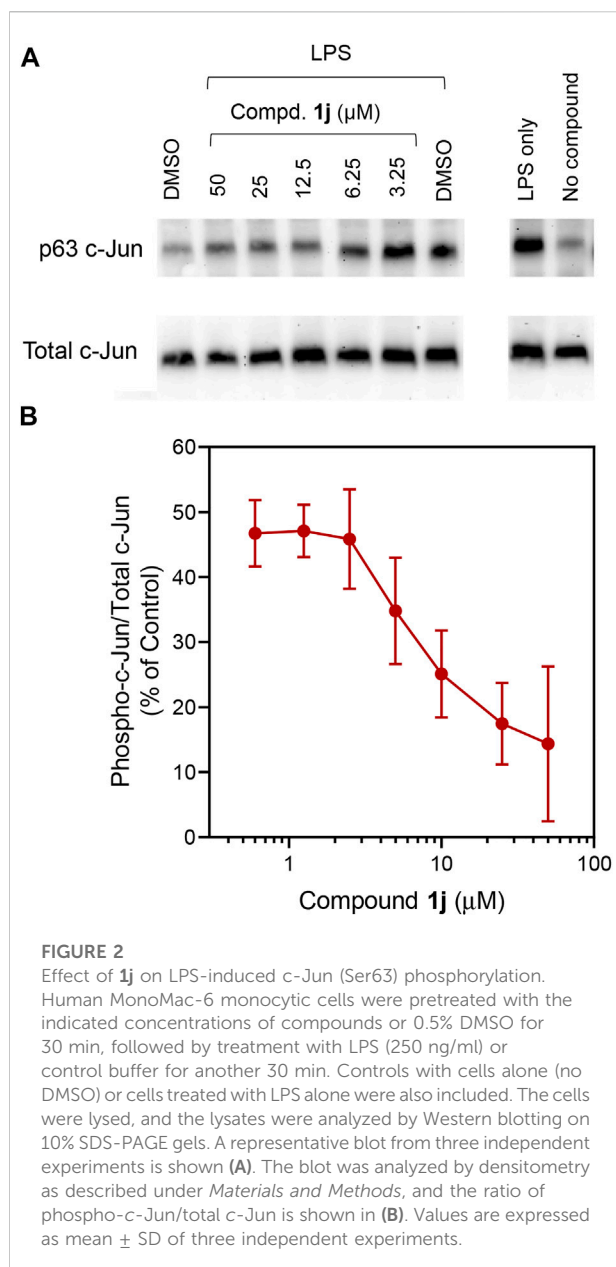 A
LPS
Compd. 1j (µM)
DMSO
50
25
12.5
6.25
3.25
DMSO
LPS only
No compound
p63 c-Jun
Total c-Jun
B
60
50
40
30
20
10
0
Phospho-c-Jun/Total c-Jun
(% of Control)
1
10
100
Compound 1j (µM)
FIGURE 2
Effect of 1j on LPS-induced c-Jun (Ser63) phosphorylation.
Human MonoMac-6 monocytic cells were pretreated with the
indicated concentrations of compounds or 0.5% DMSO for
30 min, followed by treatment with LPS (250 ng/ml) or
control buffer for another 30 min. Controls with cells alone (no
DMSO) or cells treated with LPS alone were also included. The cells
were lysed, and the lysates were analyzed by Western blotting on
10% SDS-PAGE gels. A representative blot from three independent
experiments is shown (A). The blot was analyzed by densitometry
as described under Materials and Methods, and the ratio of
phospho-c-Jun/total c-Jun is shown in (B). Values are expressed
as mean ± SD of three independent experiments.